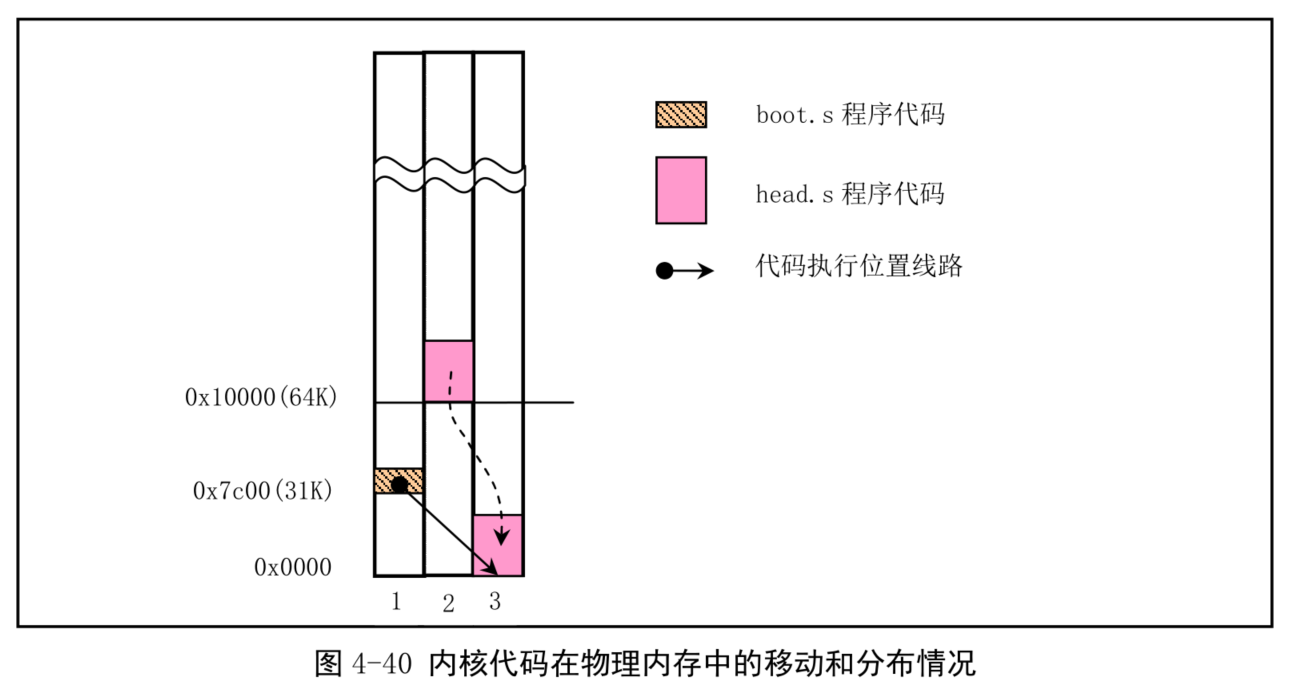 boot.s 程序代码
head.s 程序代码
代码执行位置线路
0x10000(64K)
0x7c00(31K)
0x0000
1 2 3
图 4-40 内核代码在物理内存中的移动和分布情况